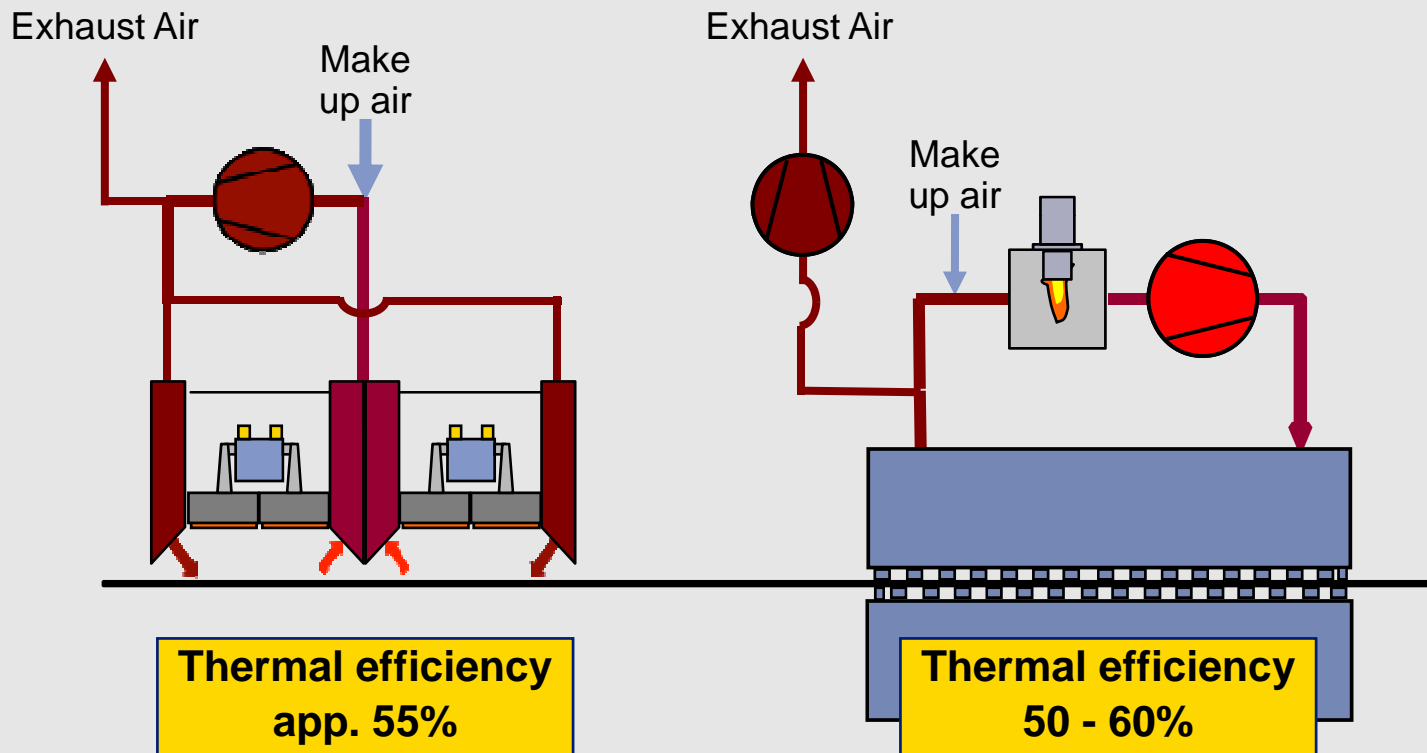 Exhaust Air
Make
up air
Thermal efficiency
app. 55%
Exhaust Air
Make
up air
Thermal efficiency
50 - 60%